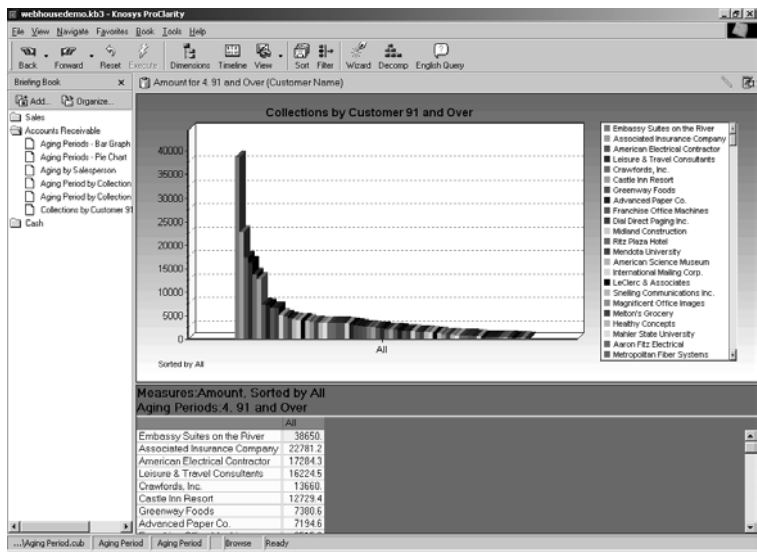 webhousedemo.kb3 - Knosys ProClarity
File View Navigate Favorites Book Tools Help
Back Forward Reset Execute Dimensions Timeline View Sort Filter Wizard Decomp English Query
Briefing Book x Amount for 4. 91 and Over (Customer Name)
Add... Organize...
Sales
Accounts Receivable
Aging Periods - Bar Graph
Aging Periods - Pie Chart
Aging by Salesperson
Aging Period by Collection
Aging Period by Collection
Collections by Customer 91
Cash
Collections by Customer 91 and Over
40000
35000
30000
25000
20000
15000
10000
5000
0
All
Sorted by All
Embassy Suites on the River
Associated Insurance Company
American Electrical Contractor
Leisure & Travel Consultants
Crawfords, Inc.
Castle Inn Resort
Greenway Foods
Advanced Paper Co.
Franchise Office Machines
Dial Direct Paging Inc.
Midland Construction
Ritz Plaza Hotel
Mendota University
American Science Museum
International Mailing Corp.
LeClerc & Associates
Snelling Communications Inc.
Magnificent Office Images
Melton's Grocery
Healthy Concepts
Mahler State University
Aaron Fitz Electrical
Metropolitan Fiber Systems
Measures:Amount, Sorted by All
Aging Periods:4. 91 and Over
All
Embassy Suites on the River 38650.
Associated Insurance Company 22781.2
American Electrical Contractor 17284.3
Leisure & Travel Consultants 16224.5
Crawfords, Inc. 13660.
Castle Inn Resort 12729.4
Greenway Foods 7380.6
Advanced Paper Co. 7194.6
...\Aging Period.cub Aging Period Aging Period Browse Ready